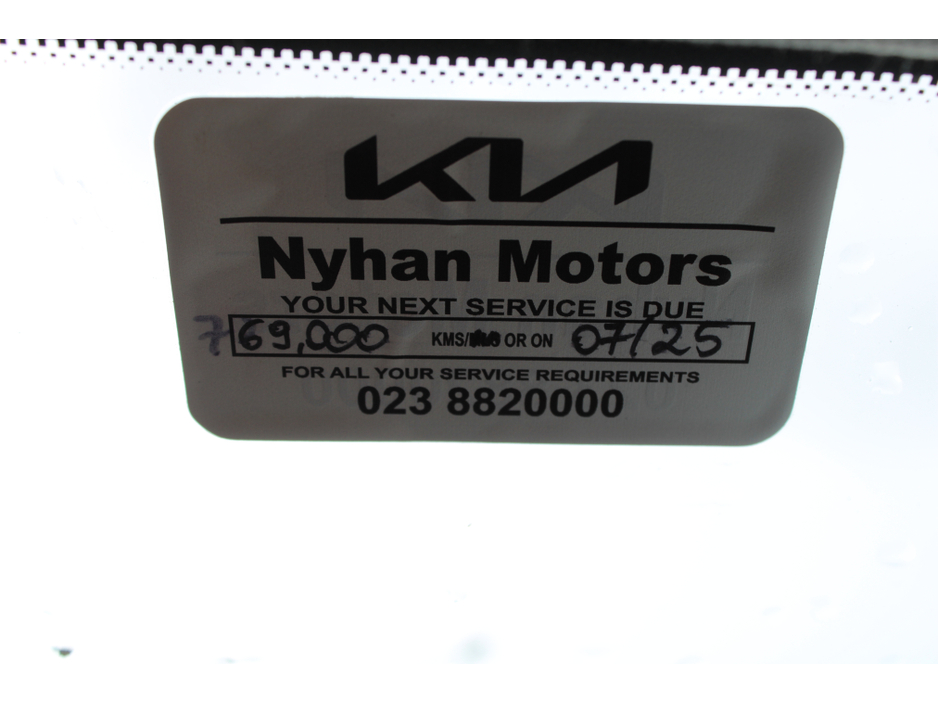 KIA
Nyhan Motors
YOUR NEXT SERVICE IS DUE
769,000 KMS/ OR ON 07/25
FOR ALL YOUR SERVICE REQUIREMENTS
023 8820000